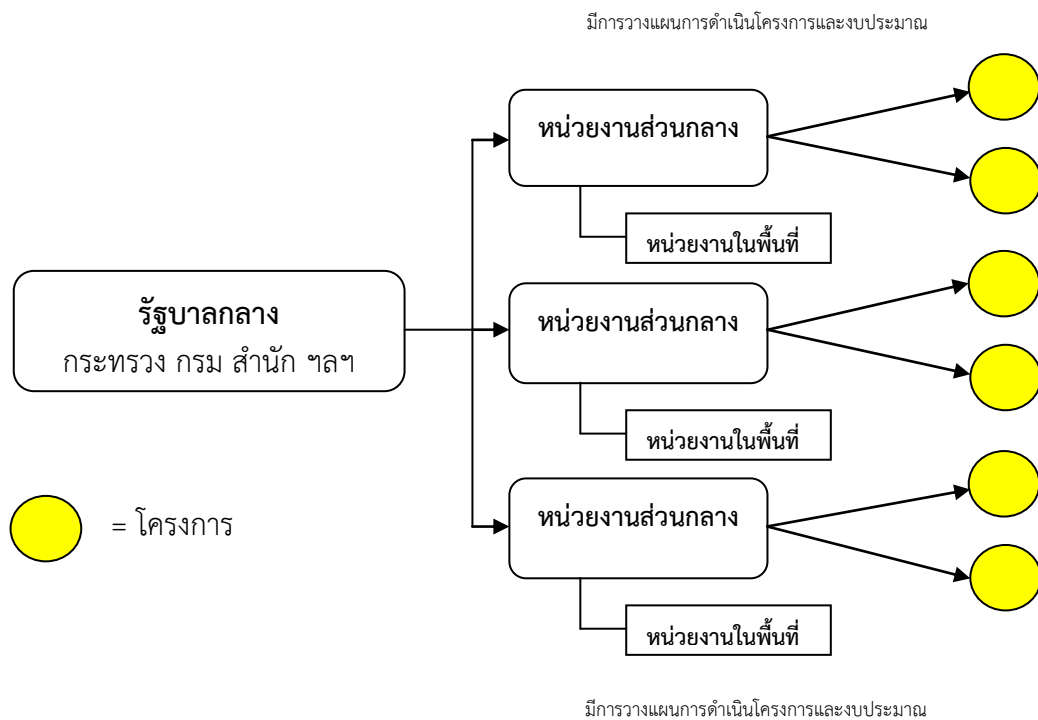 มีการวางแผนการดำเนินโครงการและงบประมาณ
หน่วยงานส่วนกลาง
หน่วยงานในพื้นที่
รัฐบาลกลาง
กระทรวง กรม สำนัก ฯลฯ
หน่วยงานส่วนกลาง
หน่วยงานในพื้นที่
หน่วยงานส่วนกลาง
= โครงการ
หน่วยงานในพื้นที่
มีการวางแผนการดำเนินโครงการและงบประมาณ